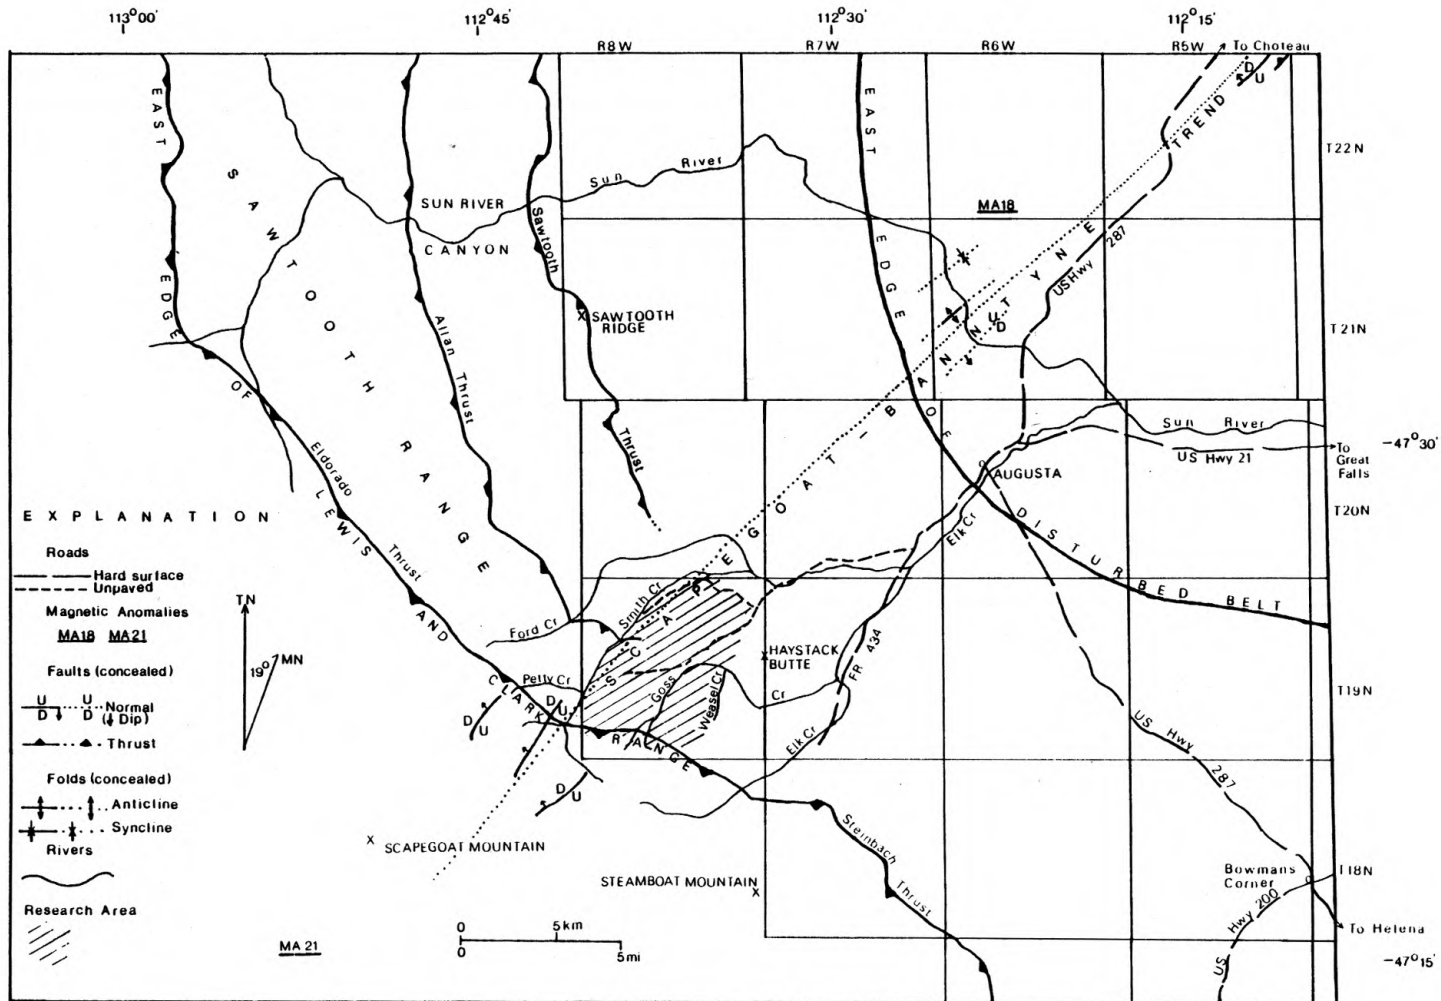 113°00'
112°45'
112°30'
112°15'
R8W
R7W
R6W
R5W
To Choteau
D
U
EAST EDGE OF LEWIS AND CLARK RANGE
SAWTOOTH RANGE
SUN RIVER
CANYON
Sun River
Sawtooth Thrust
SAWTOOTH
RIDGE
Allan Thrust
Eldorado Thrust
EAST EDGE OF DISTURBED BELT
MA18
SCAPEGOAT-BANNATYNE TREND
US Hwy 287
U
D
T22N
T21N
Sun River
US Hwy 21
To
Great
Falls
-47°30'
AUGUSTA
T20N
Elk Cr
Smith Cr
Ford Cr
Petty Cr
Goss Cr
Weasel Cr
HAYSTACK
BUTTE
FR 434
Elk Cr
T19N
US Hwy 287
D
U
D
U
D
U
SCAPEGOAT MOUNTAIN
STEAMBOAT MOUNTAIN
Steinbach Thrust
Bowmans
Corner
T18N
US Hwy 200
To Helena
-47°15'
EXPLANATION
Roads
Hard surface
Unpaved
Magnetic Anomalies
MA18 MA21
Faults (concealed)
U U
D D
Normal
(Dip)
Thrust
Folds (concealed)
Anticline
Syncline
Rivers
Research Area
TN
19°
MN
MA 21
0 5km
0 5mi